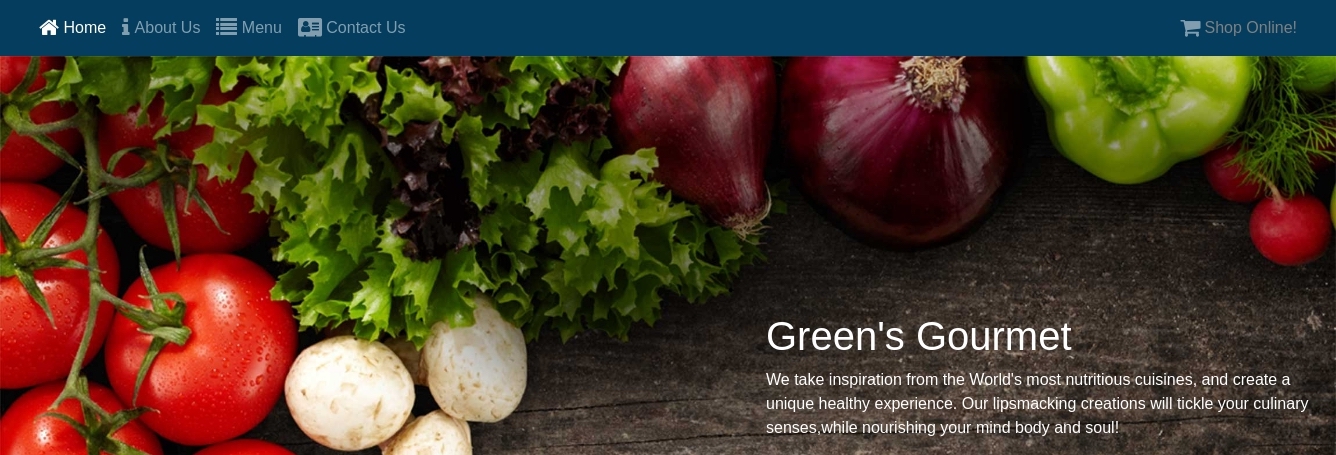 Home About Us Menu Contact Us Shop Online!
Green's Gourmet
We take inspiration from the World's most nutritious cuisines, and create a
unique healthy experience. Our lipsmacking creations will tickle your culinary
senses,while nourishing your mind body and soul!